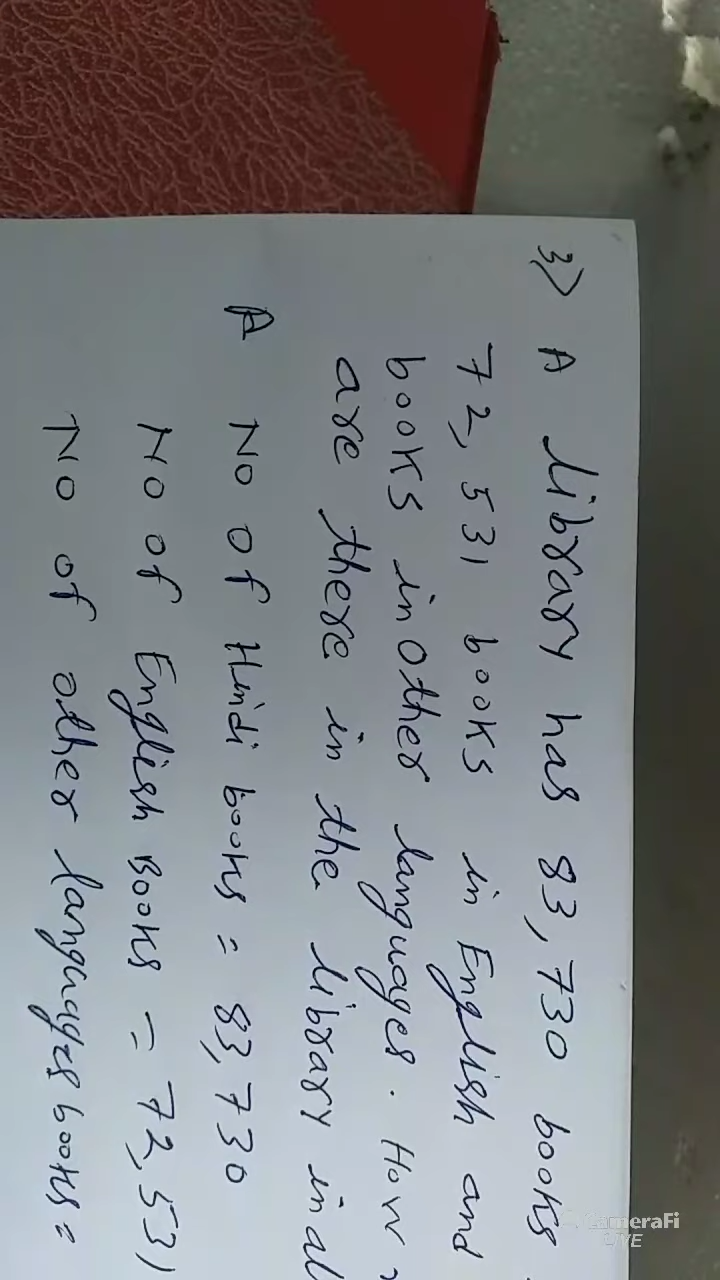 3) A library has 83,730 books
72,531 books in English and
books in other languages. How
are there in the library in al
A No of Hindi books = 83,730
No of English Books = 72,531
No of other languages books =
CameraFi
LIVE